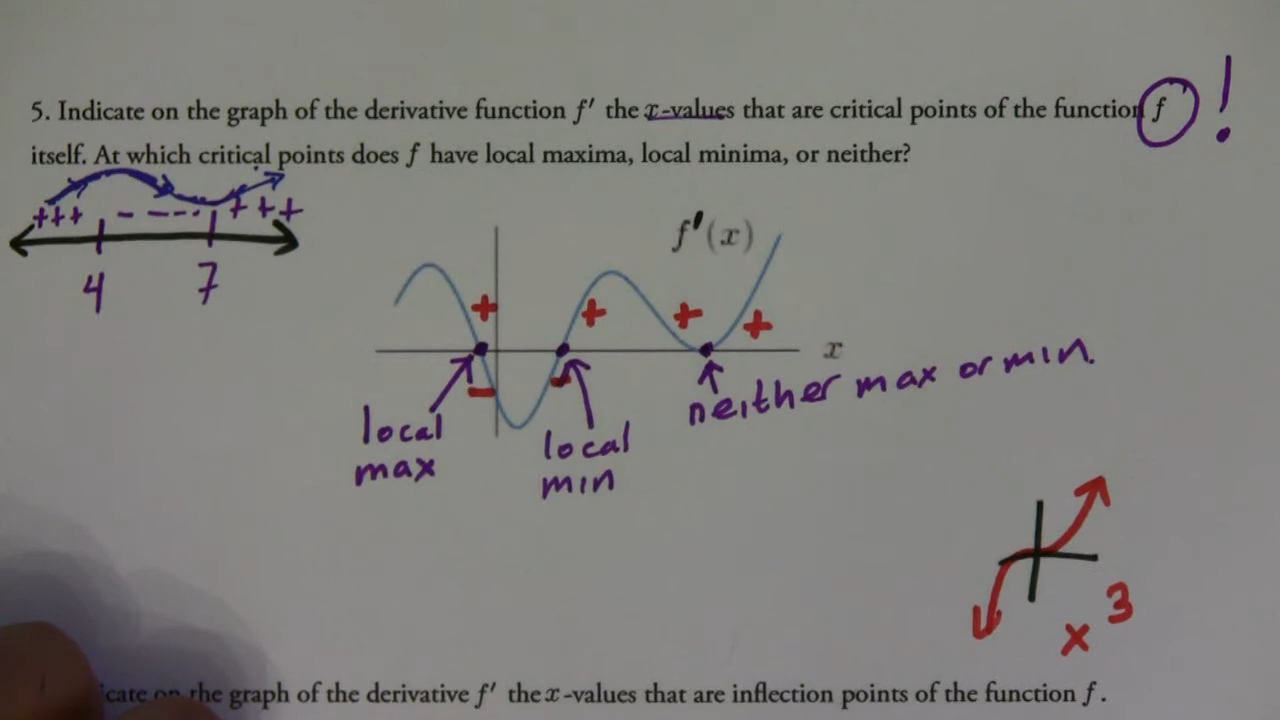 5. Indicate on the graph of the derivative function f′ the x-values that are critical points of the function f !
itself. At which critical points does f have local maxima, local minima, or neither?
+++ - - - - - + + +
4 7
f′(x)
+ + + +
x
- -
neither max or min.
local
max
local
min
x³
icate on the graph of the derivative f′ the x-values that are inflection points of the function f.